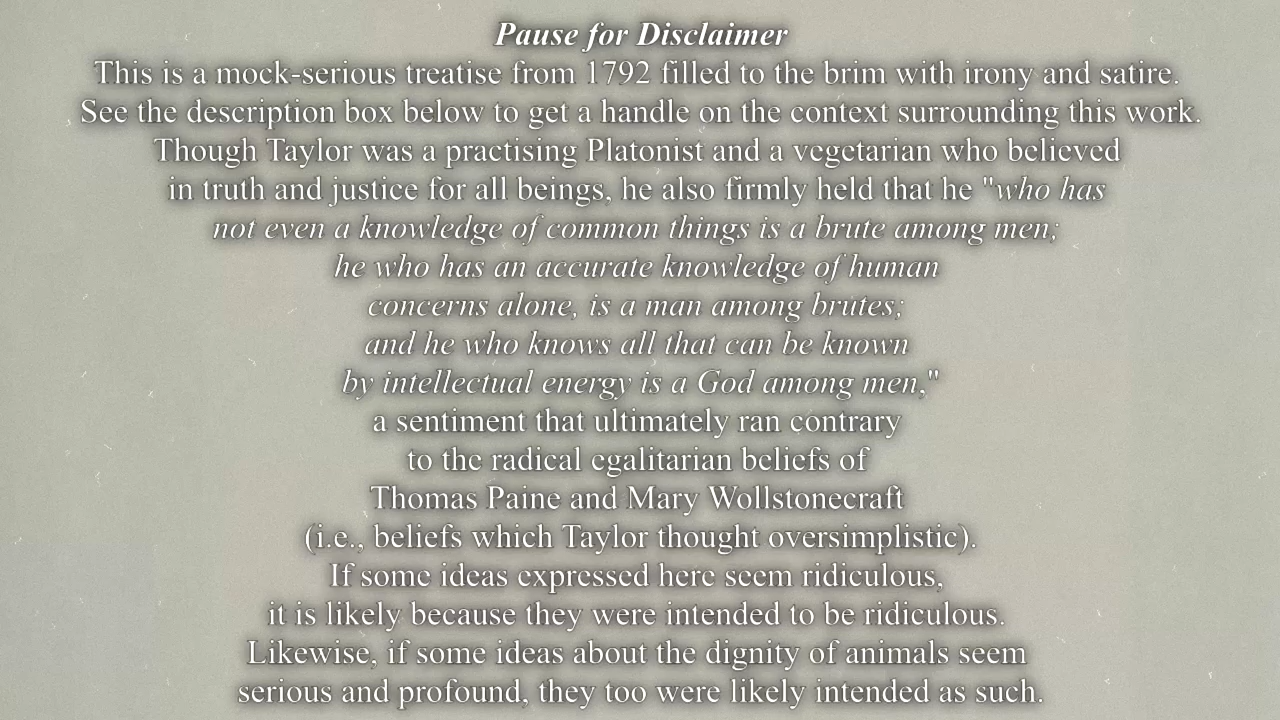 Pause for Disclaimer
This is a mock-serious treatise from 1792 filled to the brim with irony and satire.
See the description box below to get a handle on the context surrounding this work.
Though Taylor was a practising Platonist and a vegetarian who believed
in truth and justice for all beings, he also firmly held that he "who has
not even a knowledge of common things is a brute among men;
he who has an accurate knowledge of human
concerns alone, is a man among brutes;
and he who knows all that can be known
by intellectual energy is a God among men,"
a sentiment that ultimately ran contrary
to the radical egalitarian beliefs of
Thomas Paine and Mary Wollstonecraft
(i.e., beliefs which Taylor thought oversimplistic).
If some ideas expressed here seem ridiculous,
it is likely because they were intended to be ridiculous.
Likewise, if some ideas about the dignity of animals seem
serious and profound, they too were likely intended as such.